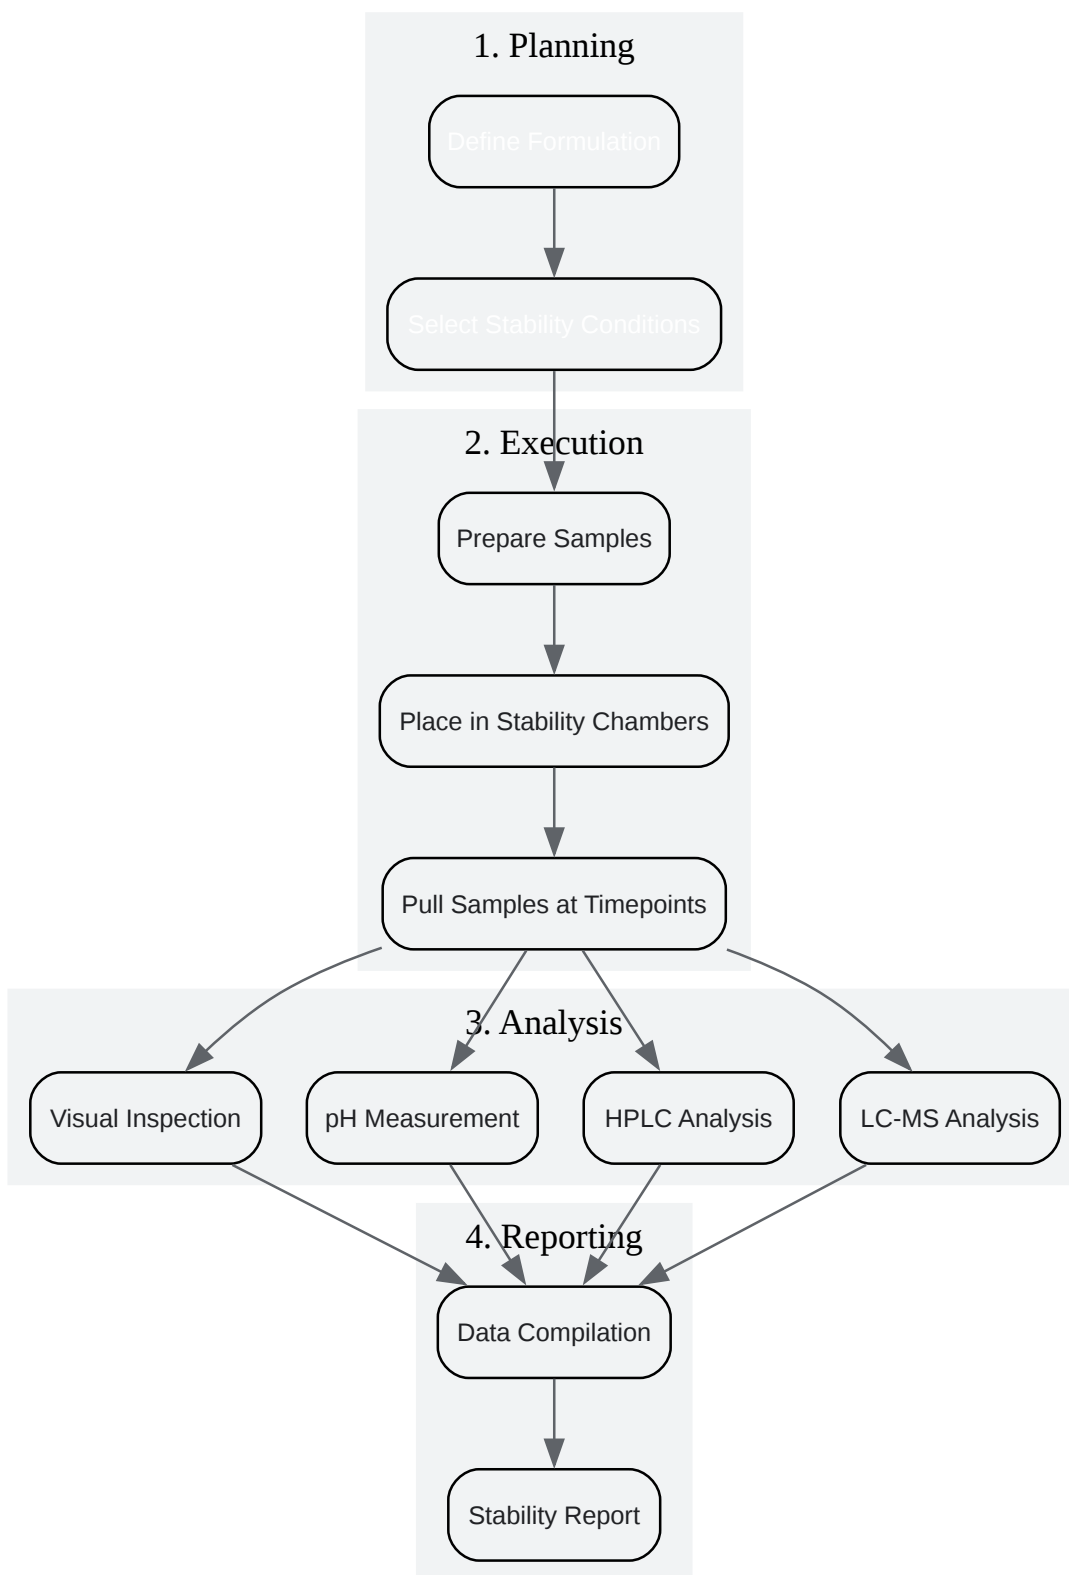 1. Planning
Define Formulation
Select Stability Conditions
2. Execution
Prepare Samples
Place in Stability Chambers
Pull Samples at Timepoints
3. Analysis
Visual Inspection
pH Measurement
HPLC Analysis
LC-MS Analysis
4. Reporting
Data Compilation
Stability Report